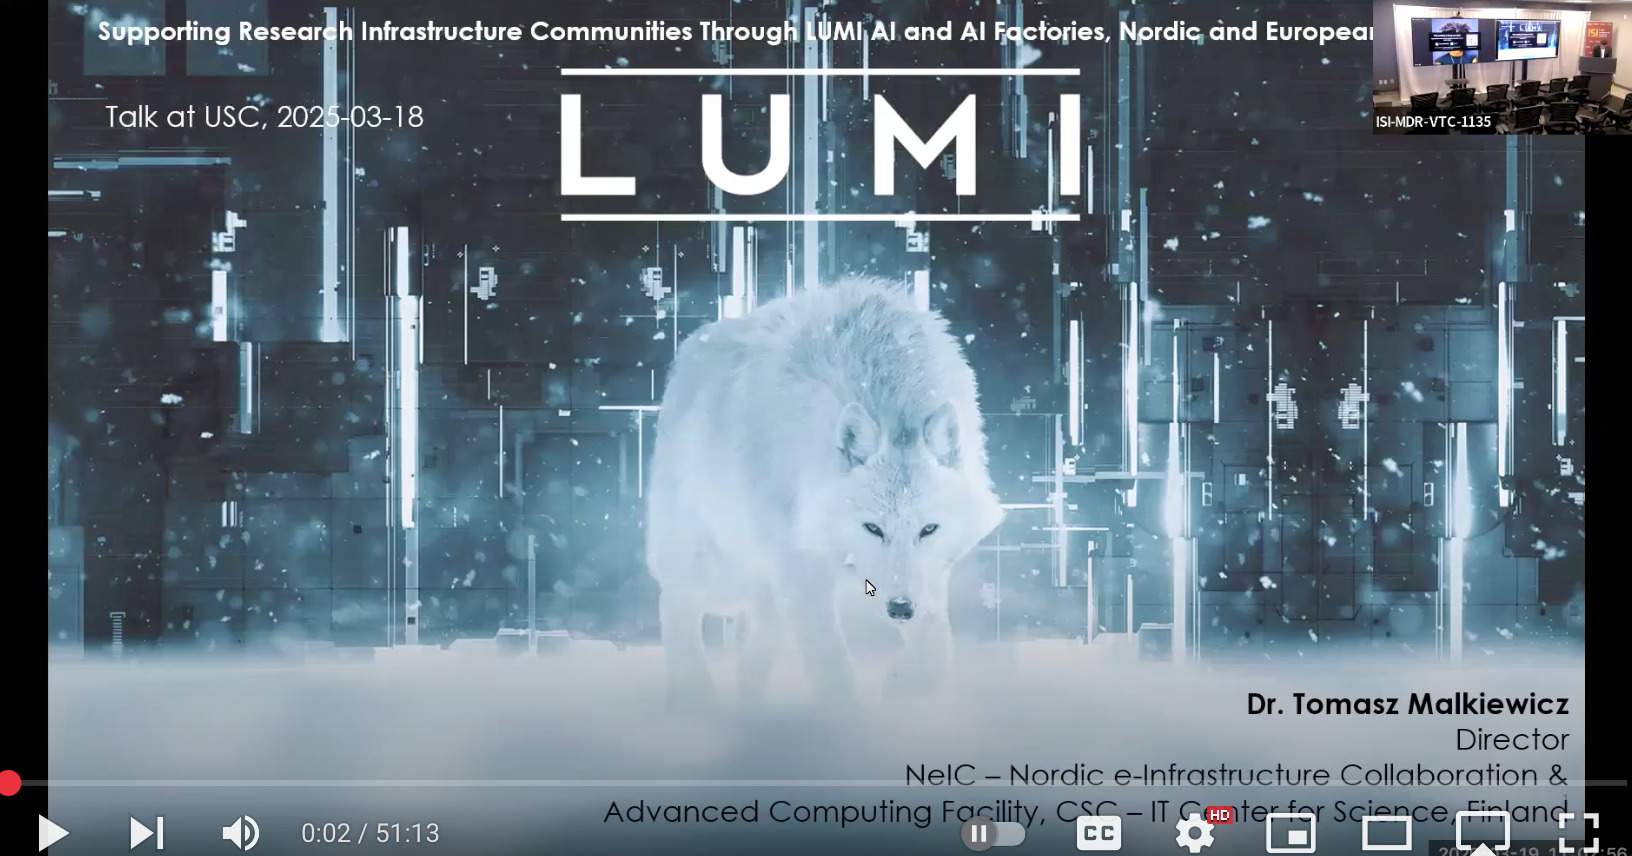 Supporting Research Infrastructure Communities Through LUMI AI and AI Factories, Nordic and European
Talk at USC, 2025-03-18
LUMI
ISI-MDR-VTC-1135
Dr. Tomasz Malkiewicz
Director
NeIC – Nordic e-Infrastructure Collaboration &
Advanced Computing Facility, CSC – IT Center for Science, Finland
0:02 / 51:13
CC
HD